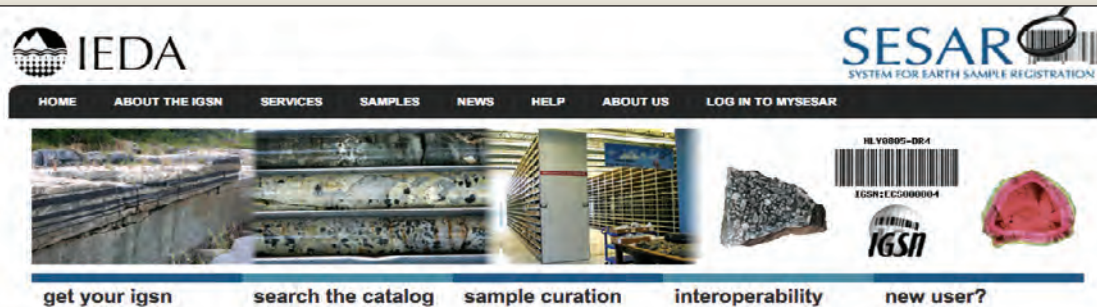 IEDA
SESAR
SYSTEM FOR EARTH SAMPLE REGISTRATION
HOME ABOUT THE IGSN SERVICES SAMPLES NEWS HELP ABOUT US LOG IN TO MYSESAR
HLY0805-DR4
IGSN:ECS000004
IGSN
get your igsn search the catalog sample curation interoperability new user?